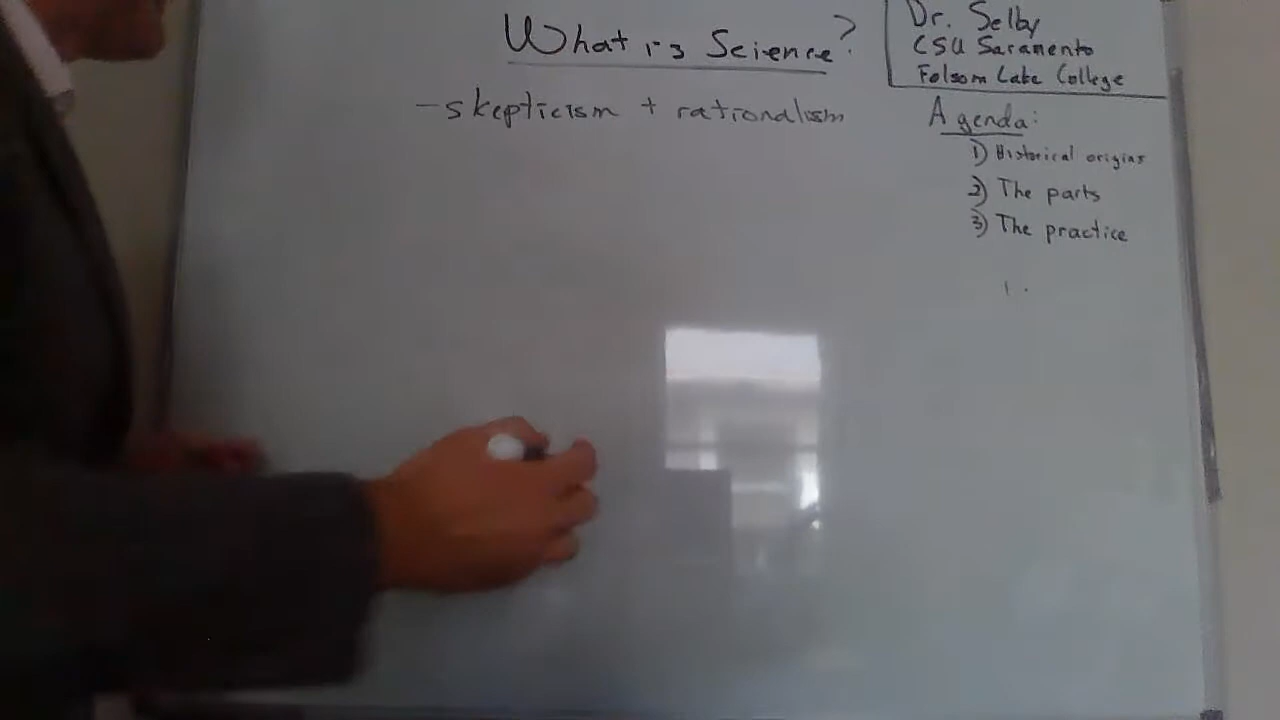 What is Science?
- skepticism + rationalism
Dr. Selby
CSU Saramento
Folsom Lake College
Agenda:
1) Historical origins
2) The parts
3) The practice